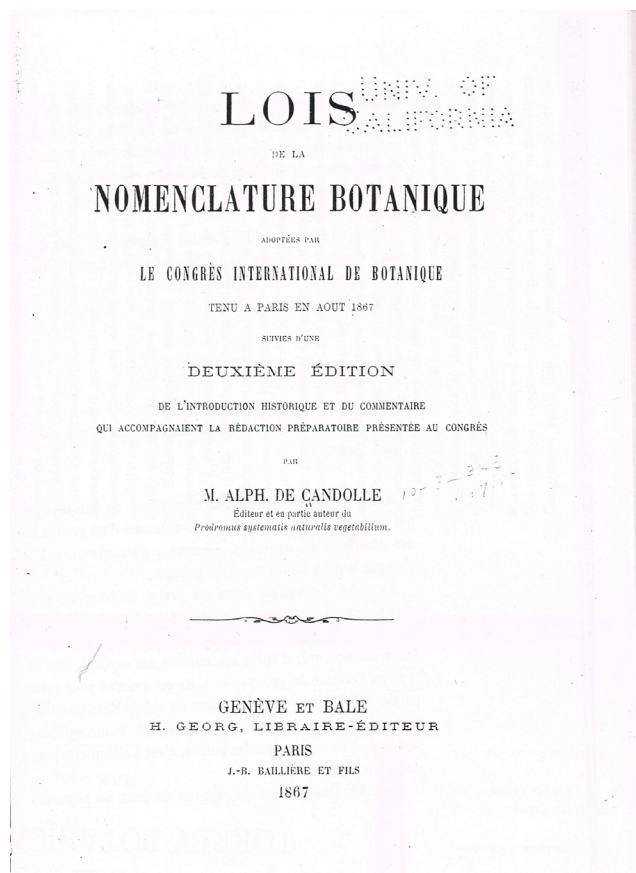 LOIS
UNIV. OF
CALIFORNIA
DE LA
NOMENCLATURE BOTANIQUE
ADOPTÉES PAR
LE CONGRÈS INTERNATIONAL DE BOTANIQUE
TENU A PARIS EN AOUT 1867
SUIVIES D'UNE
DEUXIÈME ÉDITION
DE L'INTRODUCTION HISTORIQUE ET DU COMMENTAIRE
QUI ACCOMPAGNAIENT LA RÉDACTION PRÉPARATOIRE PRÉSENTÉE AU CONGRÈS
PAR
M. ALPH. DE CANDOLLE
Éditeur et en partie auteur du
Prodromus systematis naturalis vegetabilium.
GENÈVE ET BALE
H. GEORG, LIBRAIRE-ÉDITEUR
PARIS
J.-B. BAILLIÈRE ET FILS
1867